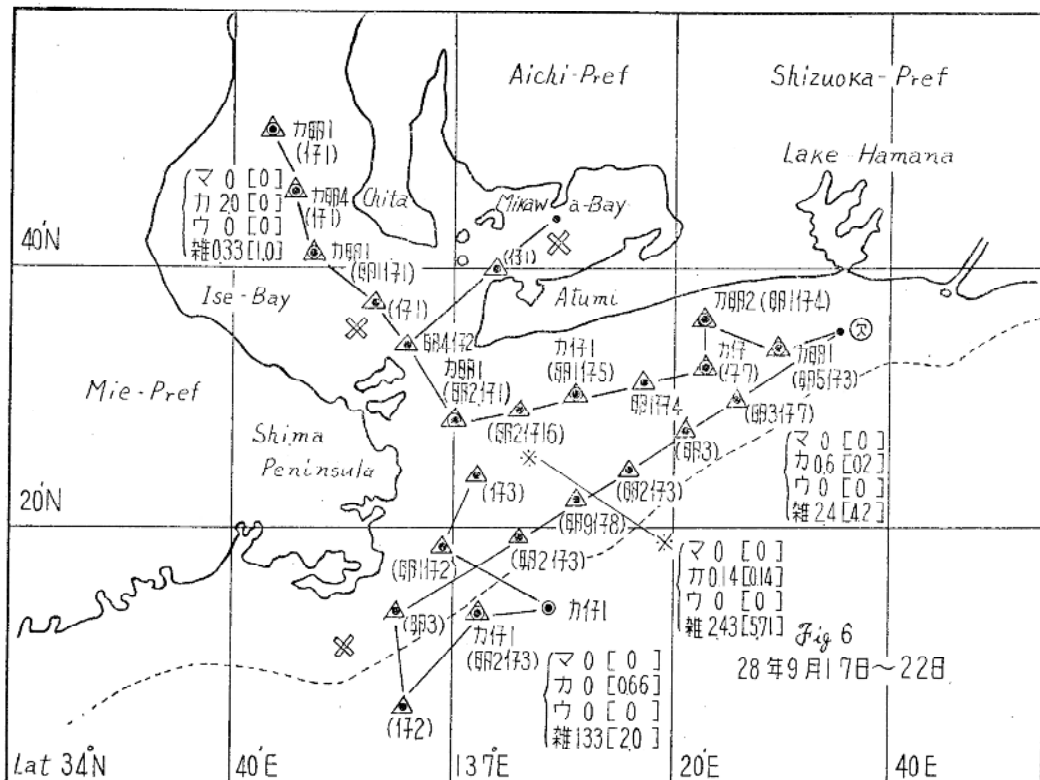 Aichi-Pref
Shizuoka-Pref
Lake Hamana
カ卵1
(仔1)
カ卵4
(仔1)
マ 0 [0]
カ 2.0 [0]
ウ 0 [0]
雑 0.33 [1.0]
Chita
Mikawa-Bay
40'N
カ卵1
(卵1仔1)
(仔1)
Ise-Bay
(仔1)
Atumi
カ卵2 (卵1仔4)
卵4仔2
カ卵1
(卵2仔1)
カ仔1
(卵1仔5)
カ仔
(仔7)
カ卵1
(卵5仔3)
Mie-Pref
卵1仔4
(卵3仔7)
(卵2仔6)
(卵3)
Shima
Peninsula
マ 0 [0]
カ 0.6 [0.2]
ウ 0 [0]
雑 2.4 [4.2]
(仔3)
(卵2仔3)
20'N
(卵9仔8)
(卵1仔2)
(卵2仔3)
マ 0 [0]
カ 0.14 [0.14]
ウ 0 [0]
雑 2.43 [5.71]
(卵3)
カ仔1
カ仔1
(卵2仔3)
Fig 6
28年9月17日~22日
マ 0 [0]
カ 0 [0.66]
ウ 0 [0]
雑 1.33 [2.0]
(仔2)
Lat 34°N
40'E
137°E
20'E
40'E